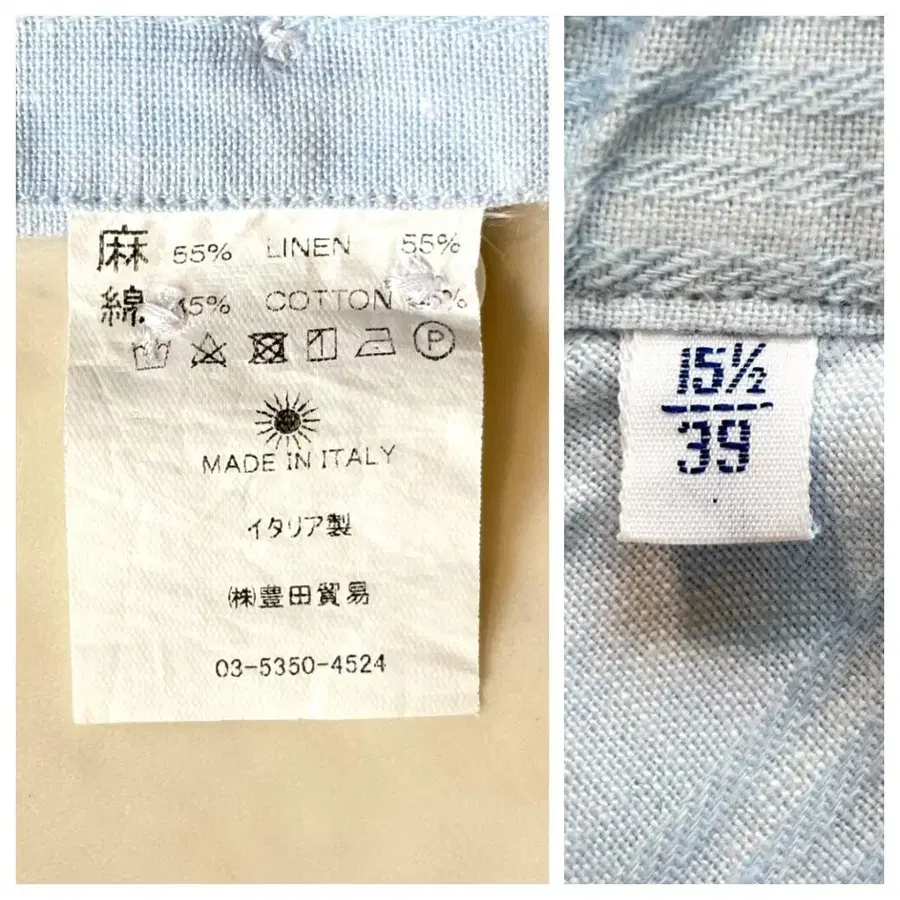 麻 55% LINEN 55%
綿 45% COTTON 45%
P
MADE IN ITALY
イタリア製
㈱豊田貿易
03-5350-4524
15½
39